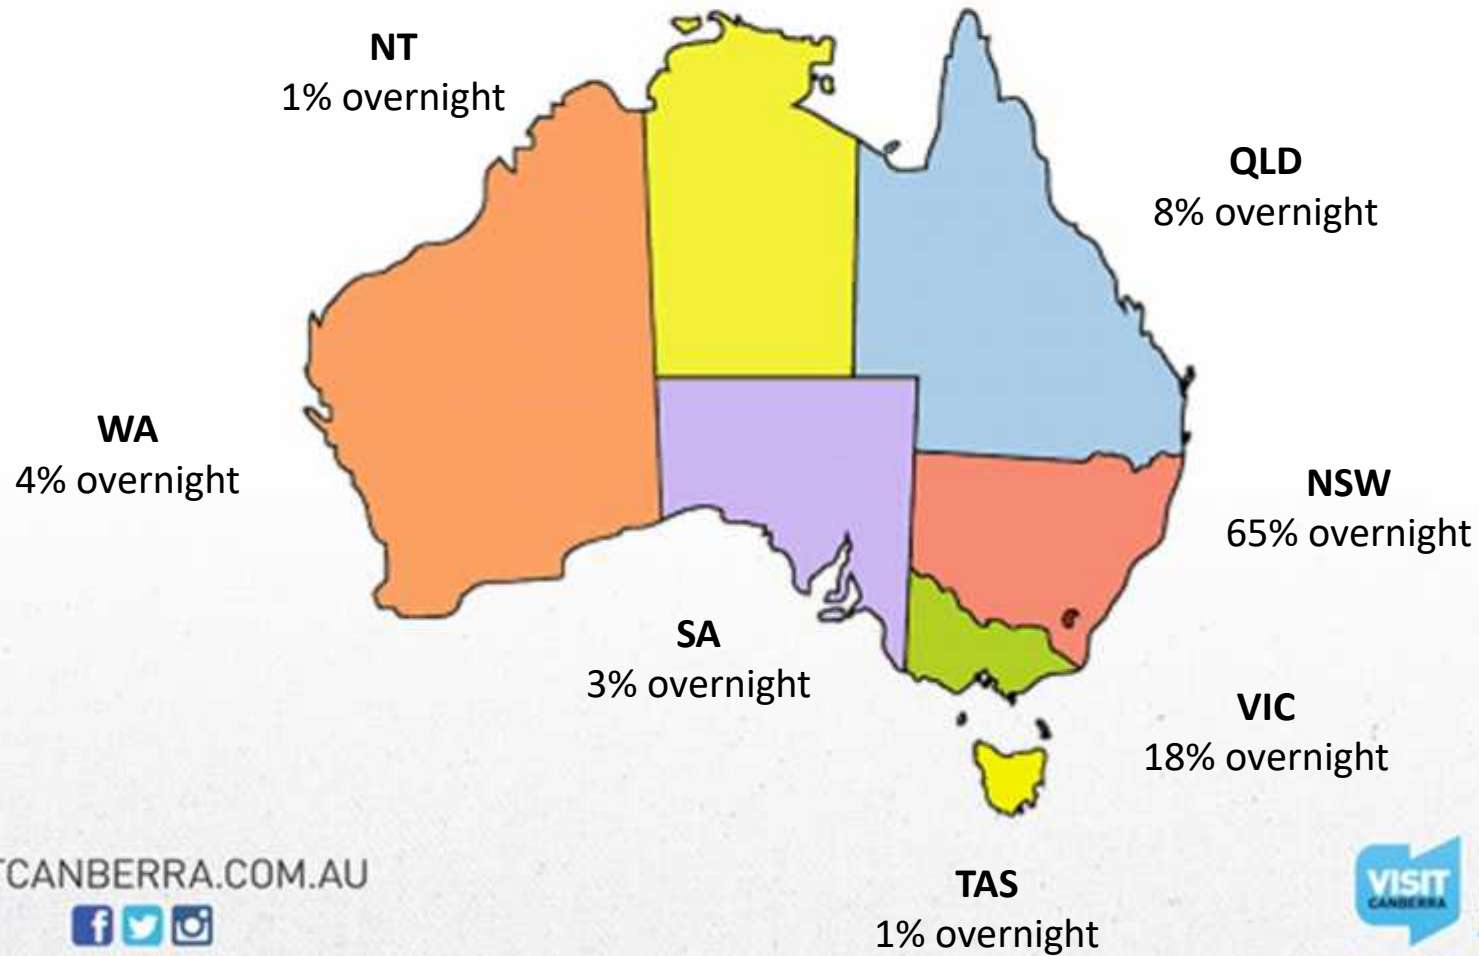 NT
1% overnight
QLD
8% overnight
WA
4% overnight
NSW
65% overnight
SA
3% overnight
VIC
18% overnight
TCANBERRA.COM.AU
TAS
1% overnight
VISIT
CANBERRA